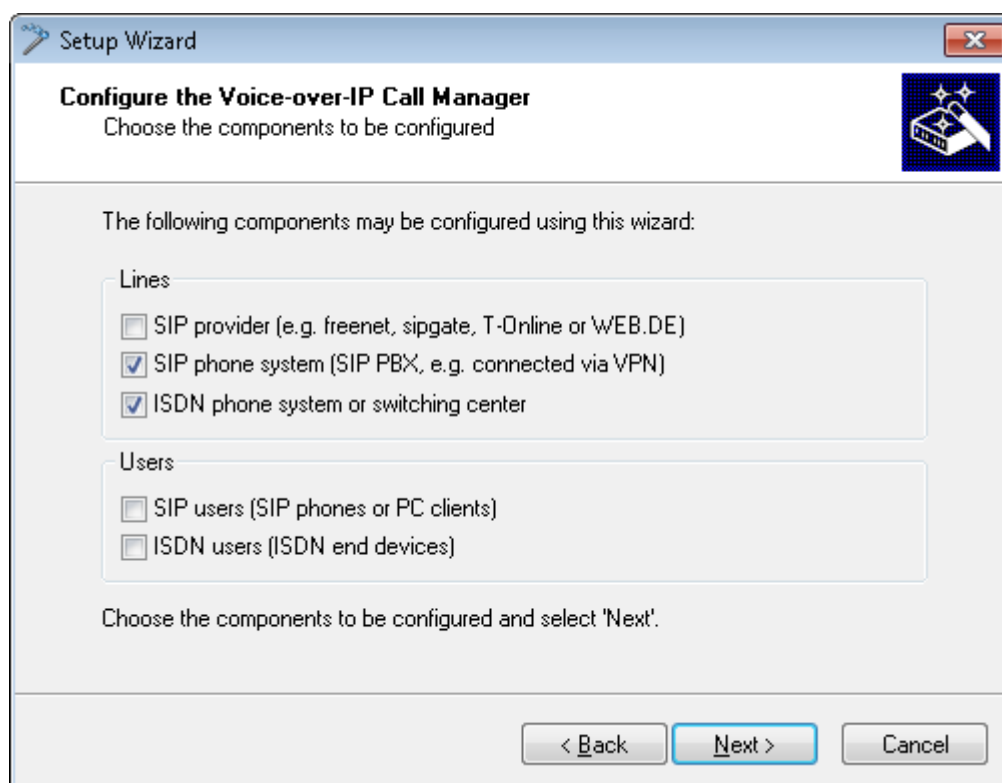 Setup Wizard
Configure the Voice-over-IP Call Manager
Choose the components to be configured
The following components may be configured using this wizard:
Lines
SIP provider (e.g. freenet, sipgate, T-Online or WEB.DE)
SIP phone system (SIP PBX, e.g. connected via VPN)
ISDN phone system or switching center
Users
SIP users (SIP phones or PC clients)
ISDN users (ISDN end devices)
Choose the components to be configured and select 'Next'.
< Back Next > Cancel